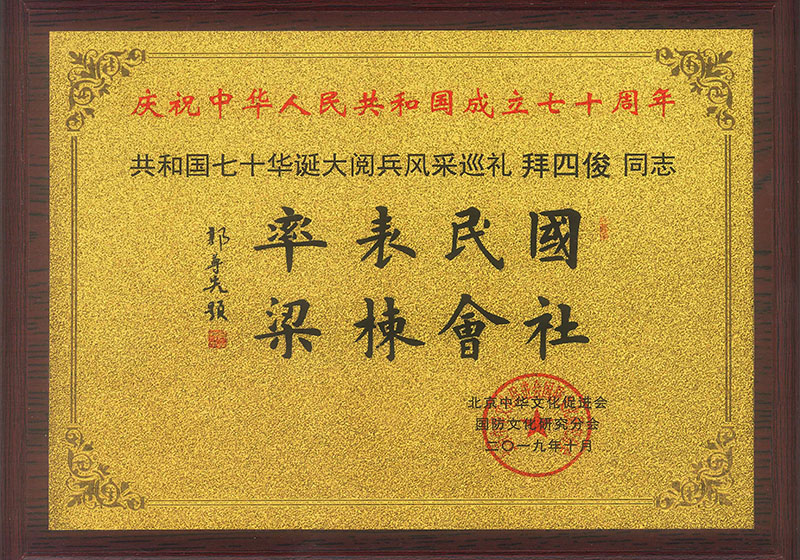 庆祝中华人民共和国成立七十周年
共和国七十华诞大阅兵风采巡礼 拜四俊 同志
國民表率
社會棟梁
北京中华文化促进会
国防文化研究分会
二〇一九年十月